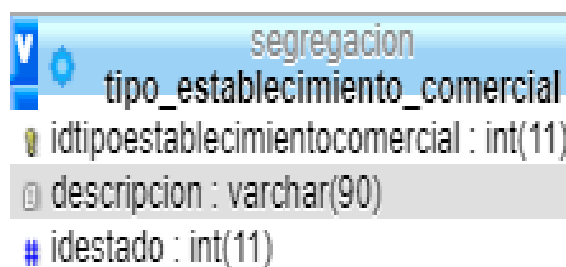 v
segregacion
tipo_establecimiento_comercial
idtipoestablecimientocomercial : int(11)
descripcion : varchar(90)
# idestado : int(11)